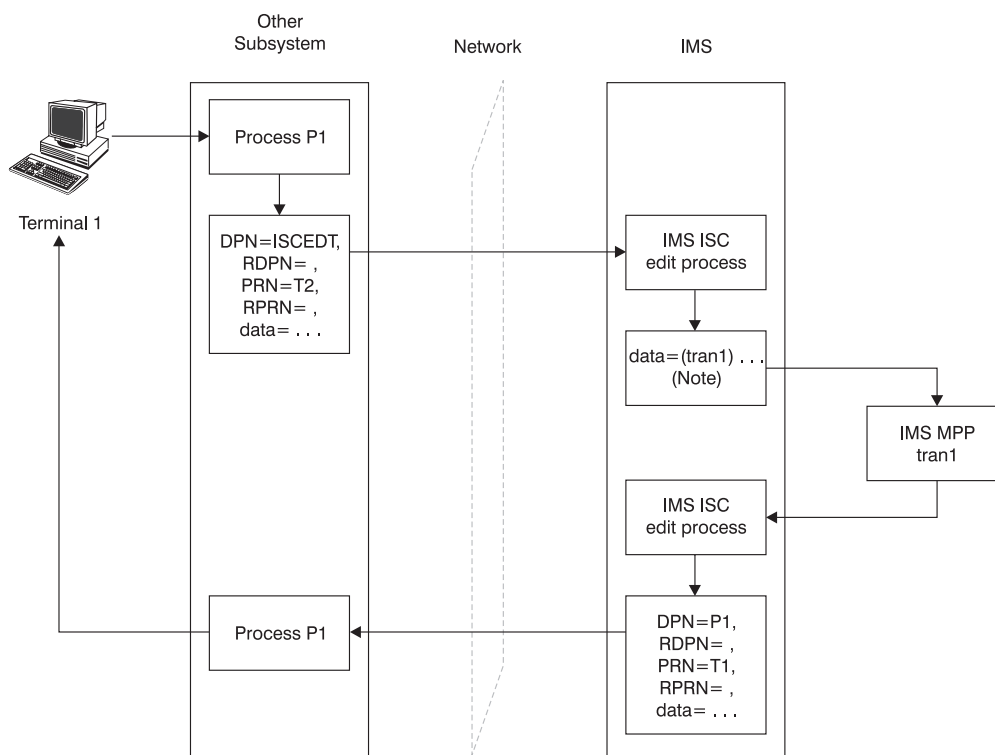 Other
Subsystem
Network
IMS
Process P1
Terminal 1
DPN=ISCEDT,
RDPN= ,
PRN=T2,
RPRN= ,
data= . . .
IMS ISC
edit process
data=(tran1) . . .
(Note)
IMS MPP
tran1
IMS ISC
edit process
Process P1
DPN=P1,
RDPN= ,
PRN=T1,
RPRN= ,
data= . . .